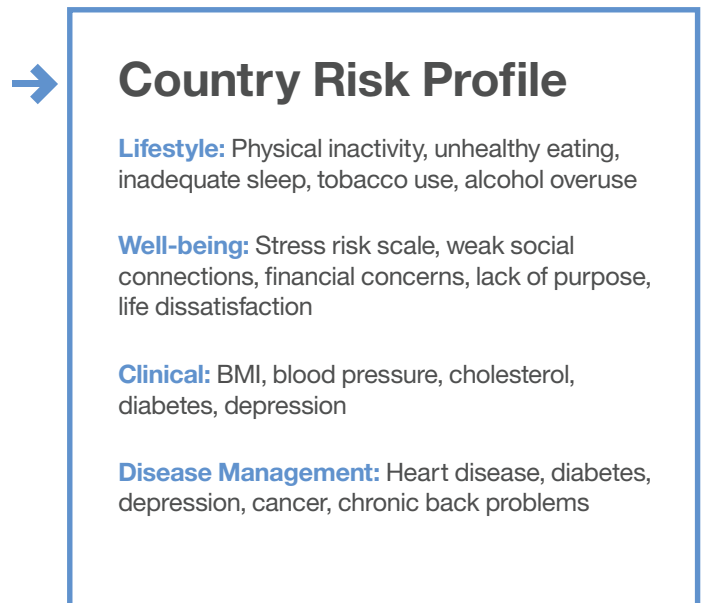 Country Risk Profile
Lifestyle: Physical inactivity, unhealthy eating,
inadequate sleep, tobacco use, alcohol overuse
Well-being: Stress risk scale, weak social
connections, financial concerns, lack of purpose,
life dissatisfaction
Clinical: BMI, blood pressure, cholesterol,
diabetes, depression
Disease Management: Heart disease, diabetes,
depression, cancer, chronic back problems